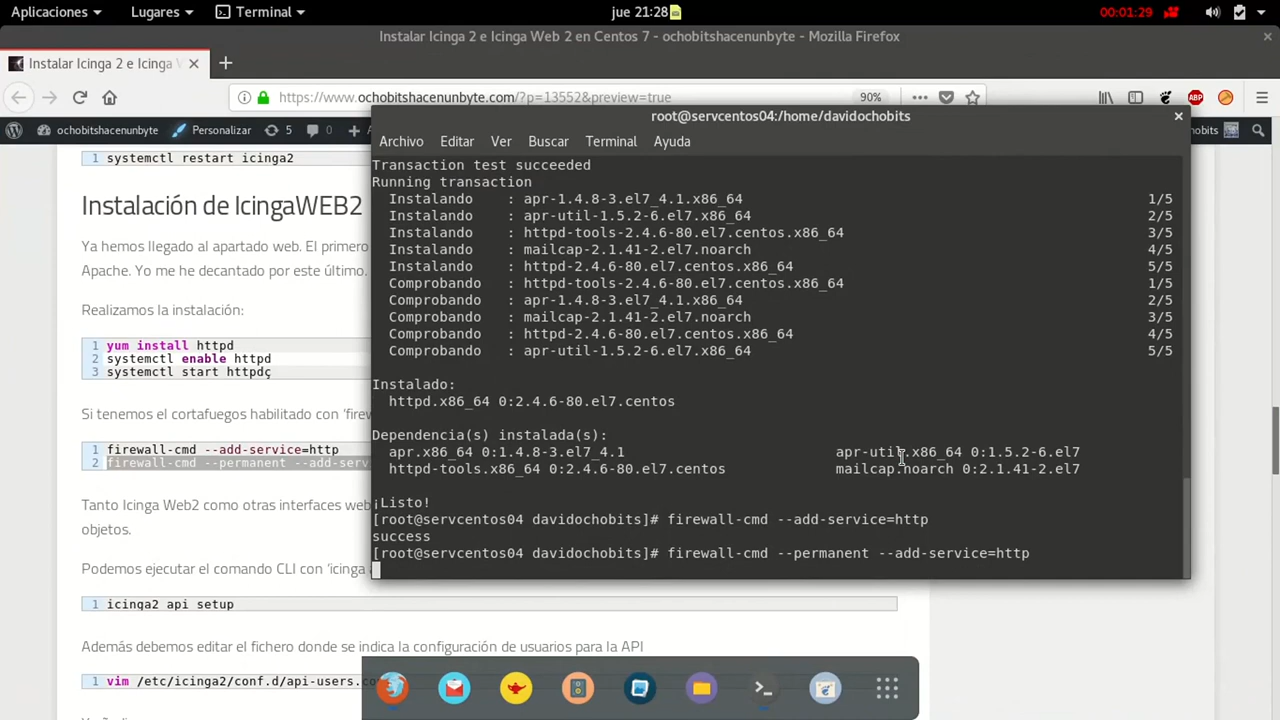 Aplicaciones Lugares Terminal jue 21:28 00:01:29
Instalar Icinga 2 e Icinga Web 2 en Centos 7 - ochobitshacenunbyte - Mozilla Firefox
Instalar Icinga 2 e Icinga W
https://www.ochobitshacenunbyte.com/?p=13552&preview=true 90% ABP
ochobitshacenunbyte Personalizar 5 0 hobits
root@servcentos04:/home/davidochobits
Archivo Editar Ver Buscar Terminal Ayuda
1 systemctl restart icinga2
Instalación de IcingaWEB2
Ya hemos llegado al apartado web. El primero
Apache. Yo me he decantado por este último.
Realizamos la instalación:
1 yum install httpd
2 systemctl enable httpd
3 systemctl start httpdç
Si tenemos el cortafuegos habilitado con ‘firew
1 firewall-cmd --add-service=http
2 firewall-cmd --permanent --add-serv
Tanto Icinga Web2 como otras interfaces web
objetos.
Podemos ejecutar el comando CLI con ‘icinga
1 icinga2 api setup
Además debemos editar el fichero donde se indica la configuración de usuarios para la API
1 vim /etc/icinga2/conf.d/api-users.co
Transaction test succeeded
Running transaction
Instalando : apr-1.4.8-3.el7_4.1.x86_64 1/5
Instalando : apr-util-1.5.2-6.el7.x86_64 2/5
Instalando : httpd-tools-2.4.6-80.el7.centos.x86_64 3/5
Instalando : mailcap-2.1.41-2.el7.noarch 4/5
Instalando : httpd-2.4.6-80.el7.centos.x86_64 5/5
Comprobando : httpd-tools-2.4.6-80.el7.centos.x86_64 1/5
Comprobando : apr-1.4.8-3.el7_4.1.x86_64 2/5
Comprobando : mailcap-2.1.41-2.el7.noarch 3/5
Comprobando : httpd-2.4.6-80.el7.centos.x86_64 4/5
Comprobando : apr-util-1.5.2-6.el7.x86_64 5/5
Instalado:
httpd.x86_64 0:2.4.6-80.el7.centos
Dependencia(s) instalada(s):
apr.x86_64 0:1.4.8-3.el7_4.1 apr-util.x86_64 0:1.5.2-6.el7
httpd-tools.x86_64 0:2.4.6-80.el7.centos mailcap.noarch 0:2.1.41-2.el7
¡Listo!
[root@servcentos04 davidochobits]# firewall-cmd --add-service=http
success
[root@servcentos04 davidochobits]# firewall-cmd --permanent --add-service=http